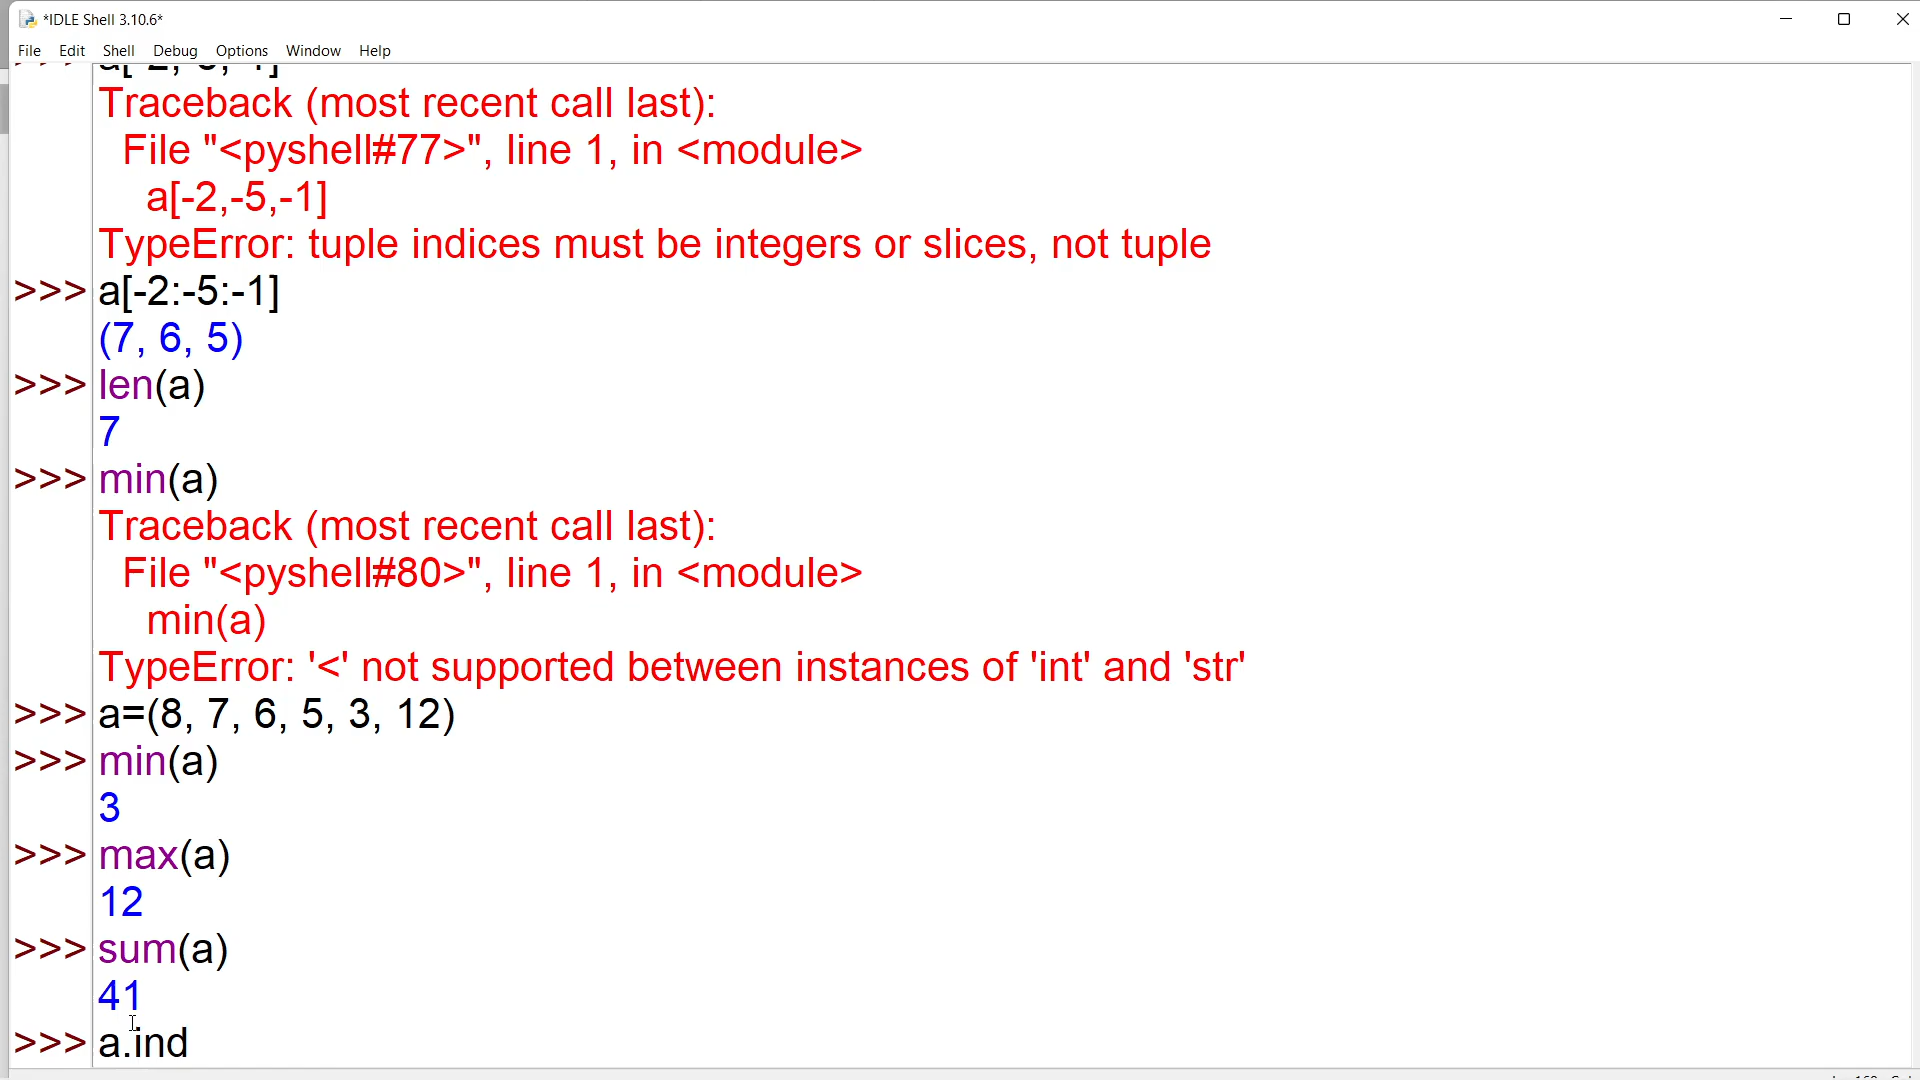 *IDLE Shell 3.10.6*
File Edit Shell Debug Options Window Help
Traceback (most recent call last):
File "<pyshell#77>", line 1, in <module>
a[-2,-5,-1]
TypeError: tuple indices must be integers or slices, not tuple
>>> a[-2:-5:-1]
(7, 6, 5)
>>> len(a)
7
>>> min(a)
Traceback (most recent call last):
File "<pyshell#80>", line 1, in <module>
min(a)
TypeError: '<' not supported between instances of 'int' and 'str'
>>> a=(8, 7, 6, 5, 3, 12)
>>> min(a)
3
>>> max(a)
12
>>> sum(a)
41
>>> a.ind